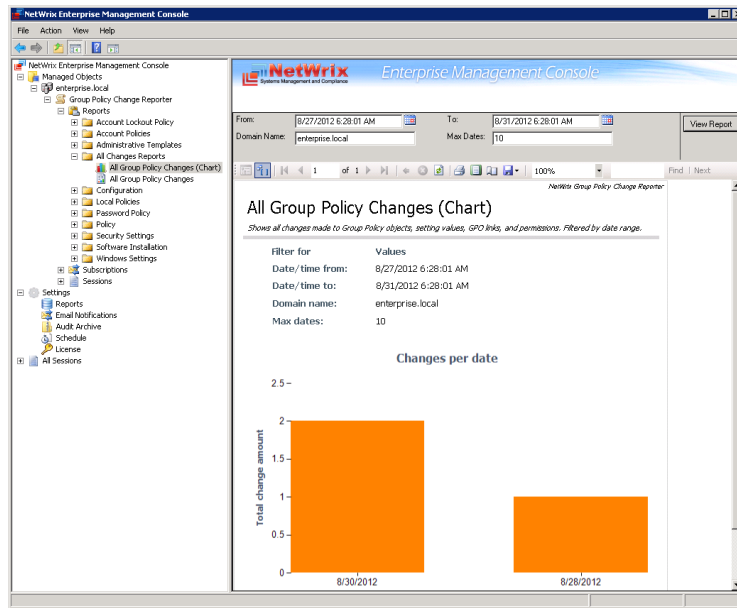 NetWrix Enterprise Management Console
File Action View Help
NetWrix Enterprise Management Console
Managed Objects
enterprise.local
Group Policy Change Reporter
Reports
Account Lockout Policy
Account Policies
Administrative Templates
All Changes Reports
All Group Policy Changes (Chart)
All Group Policy Changes
Configuration
Local Policies
Password Policy
Policy
Security Settings
Software Installation
Windows Settings
Subscriptions
Sessions
Settings
Reports
Email Notifications
Audit Archive
Schedule
License
All Sessions
NetWrix
Systems Management and Compliance
Enterprise Management Console
From: 8/27/2012 6:28:01 AM To: 8/31/2012 6:28:01 AM View Report
Domain Name: enterprise.local Max Dates: 10
1 of 1 100% Find | Next
NetWrix Group Policy Change Reporter
All Group Policy Changes (Chart)
Shows all changes made to Group Policy objects, setting values, GPO links, and permissions. Filtered by date range.
Filter for Values
Date/time from: 8/27/2012 6:28:01 AM
Date/time to: 8/31/2012 6:28:01 AM
Domain name: enterprise.local
Max dates: 10
Changes per date
Total change amount
2.5
2
1.5
1
0.5
0
8/30/2012 8/28/2012